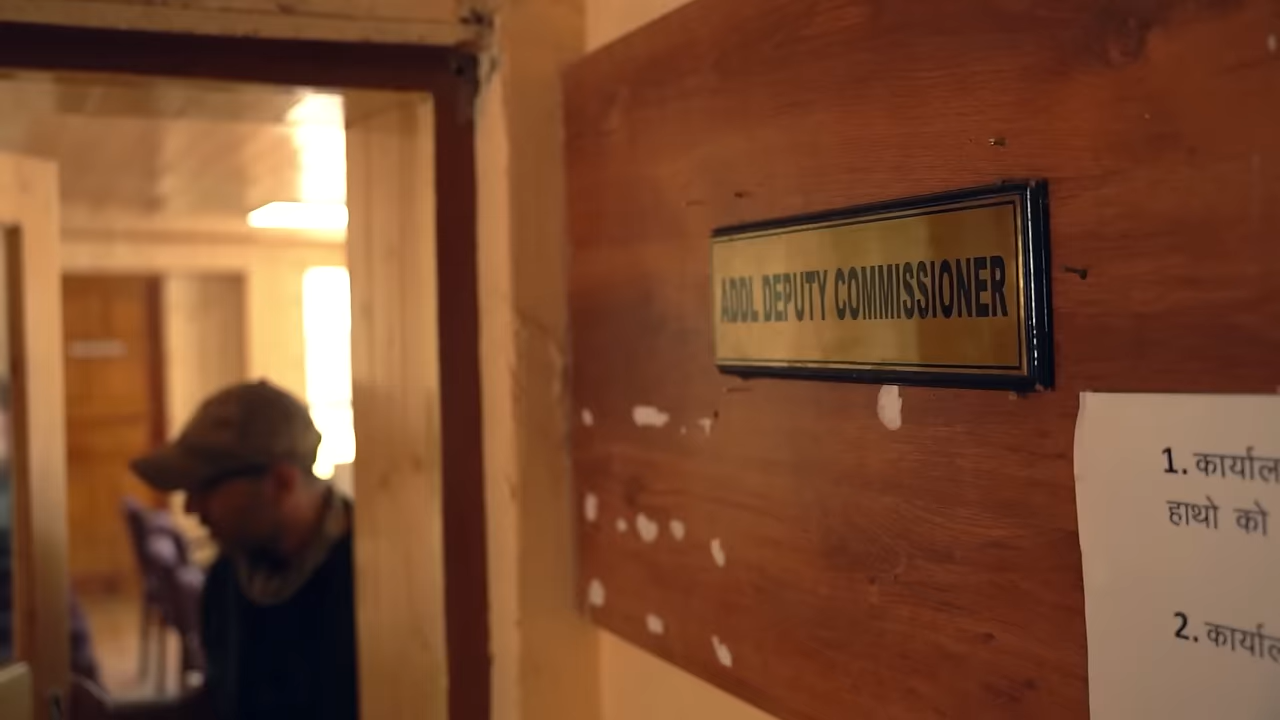 ADDL DEPUTY COMMISSIONER
1. कार्याल
हाथो को
2. कार्याल